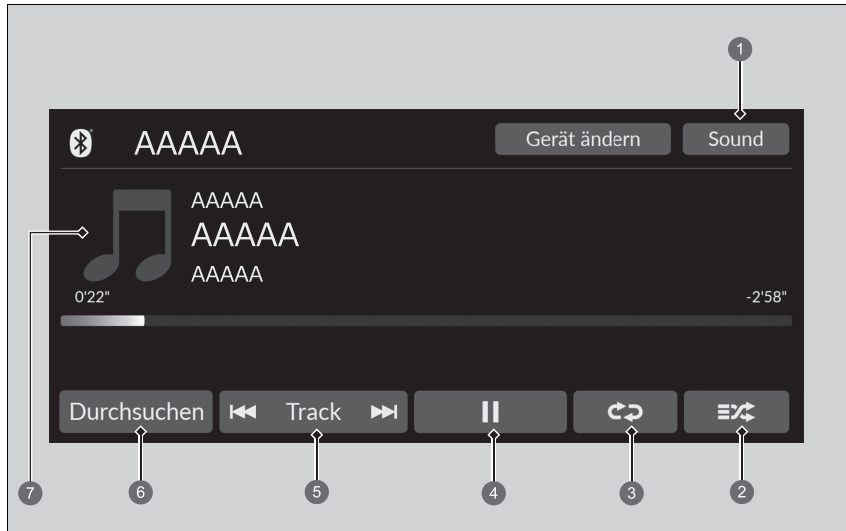 1
AAAAA
Gerät ändern
Sound
AAAAA
AAAAA
AAAAA
0'22"
-2'58"
Durchsuchen
Track
7
6
5
4
3
2